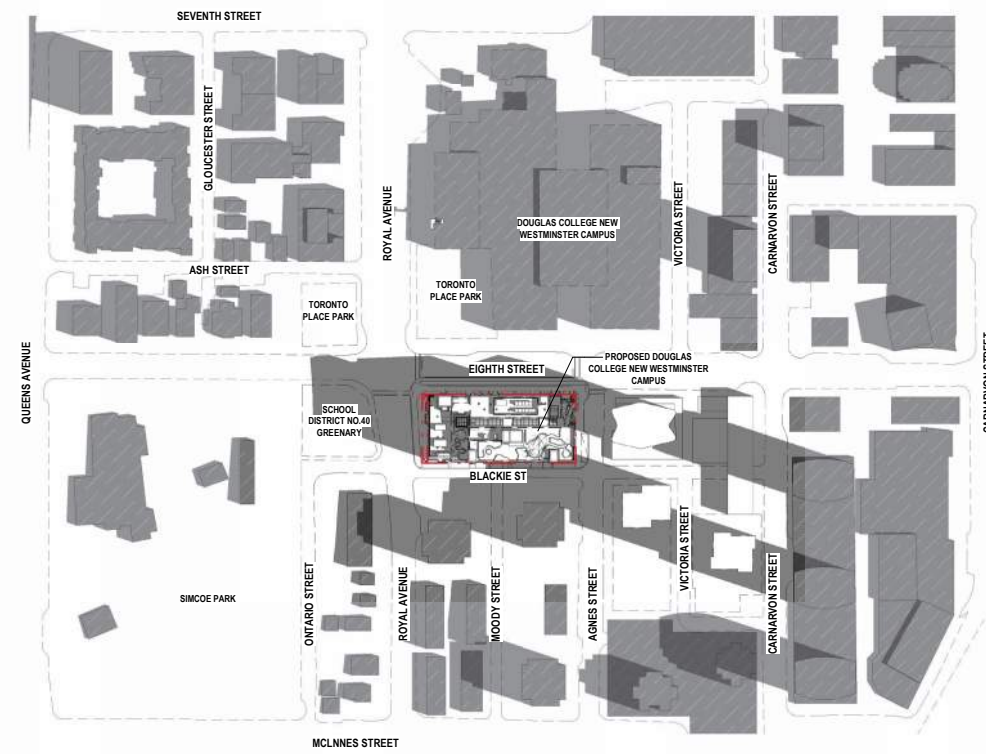 SEVENTH STREET
GLOUCESTER STREET
ROYAL AVENUE
DOUGLAS COLLEGE NEW
WESTMINSTER CAMPUS
VICTORIA STREET
CARNARVON STREET
ASH STREET
TORONTO
PLACE PARK
TORONTO
PLACE PARK
QUEENS AVENUE
EIGHTH STREET
PROPOSED DOUGLAS
COLLEGE NEW WESTMINSTER
CAMPUS
CARNARVON STREET
SCHOOL
DISTRICT NO.40
GREENARY
BLACKIE ST
SIMCOE PARK
ONTARIO STREET
ROYAL AVENUE
MOODY STREET
AGNES STREET
VICTORIA STREET
CARNARVON STREET
MCLNNES STREET